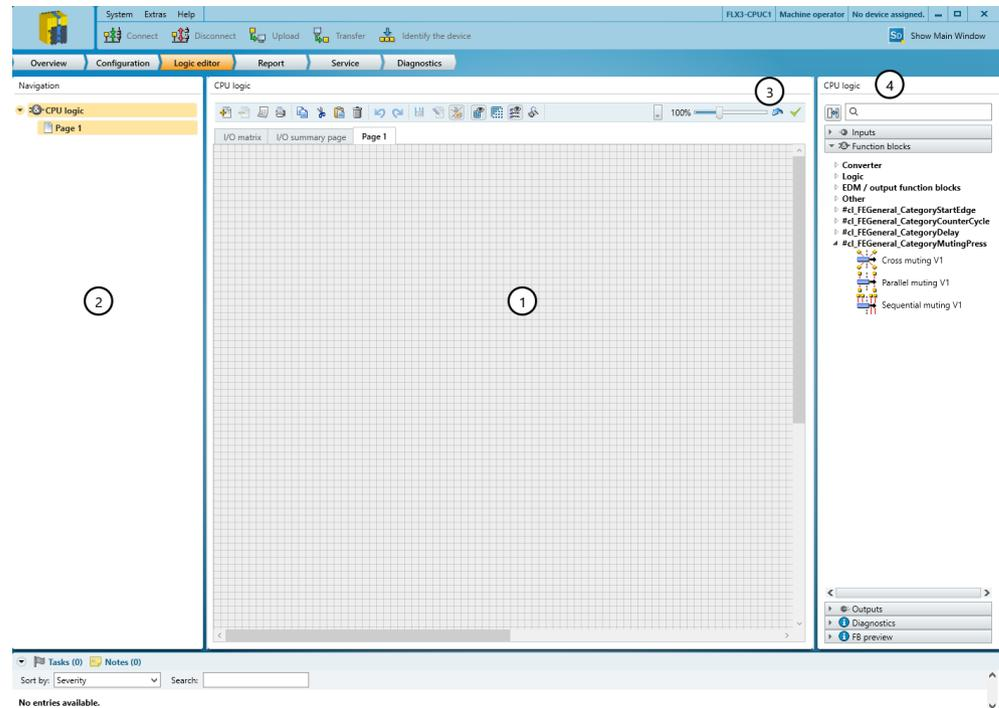 System Extras Help
FLX3-CPUC1 Machine operator No device assigned.
Connect Disconnect Upload Transfer Identify the device
SD Show Main Window
Overview Configuration Logic editor Report Service Diagnostics
Navigation
CPU logic
Page 1
2
CPU logic
3
100%
I/O matrix I/O summary page Page 1
1
CPU logic
4
Inputs
Function blocks
Converter
Logic
EDM / output function blocks
Other
#cl_FEGeneral_CategoryStartEdge
#cl_FEGeneral_CategoryCounterCycle
#cl_FEGeneral_CategoryDelay
#cl_FEGeneral_CategoryMutingPress
Cross muting V1
Parallel muting V1
Sequential muting V1
Outputs
Diagnostics
FB preview
Tasks (0) Notes (0)
Sort by: Severity Search:
No entries available.